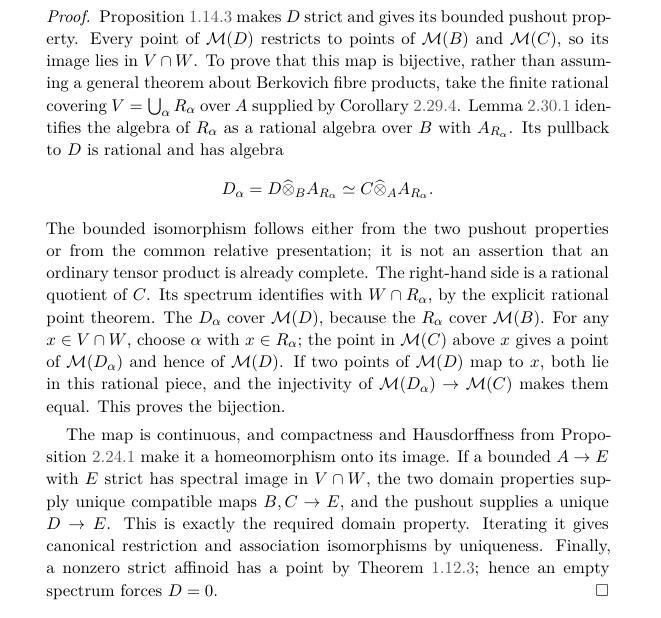 Proof. Proposition 1.14.3 makes D strict and gives its bounded pushout prop-
erty. Every point of ℳ(D) restricts to points of ℳ(B) and ℳ(C), so its
image lies in V ∩ W. To prove that this map is bijective, rather than assum-
ing a general theorem about Berkovich fibre products, take the finite rational
covering V = ⋃_α R_α over A supplied by Corollary 2.29.4. Lemma 2.30.1 iden-
tifies the algebra of R_α as a rational algebra over B with A_{R_α}. Its pullback
to D is rational and has algebra
D_α = D⊗̂_B A_{R_α} ≃ C⊗̂_A A_{R_α}.
The bounded isomorphism follows either from the two pushout properties
or from the common relative presentation; it is not an assertion that an
ordinary tensor product is already complete. The right-hand side is a rational
quotient of C. Its spectrum identifies with W ∩ R_α, by the explicit rational
point theorem. The D_α cover ℳ(D), because the R_α cover ℳ(B). For any
x ∈ V ∩ W, choose α with x ∈ R_α; the point in ℳ(C) above x gives a point
of ℳ(D_α) and hence of ℳ(D). If two points of ℳ(D) map to x, both lie
in this rational piece, and the injectivity of ℳ(D_α) → ℳ(C) makes them
equal. This proves the bijection.
The map is continuous, and compactness and Hausdorffness from Propo-
sition 2.24.1 make it a homeomorphism onto its image. If a bounded A → E
with E strict has spectral image in V ∩ W, the two domain properties sup-
ply unique compatible maps B, C → E, and the pushout supplies a unique
D → E. This is exactly the required domain property. Iterating it gives
canonical restriction and association isomorphisms by uniqueness. Finally,
a nonzero strict affinoid has a point by Theorem 1.12.3; hence an empty
spectrum forces D = 0. □